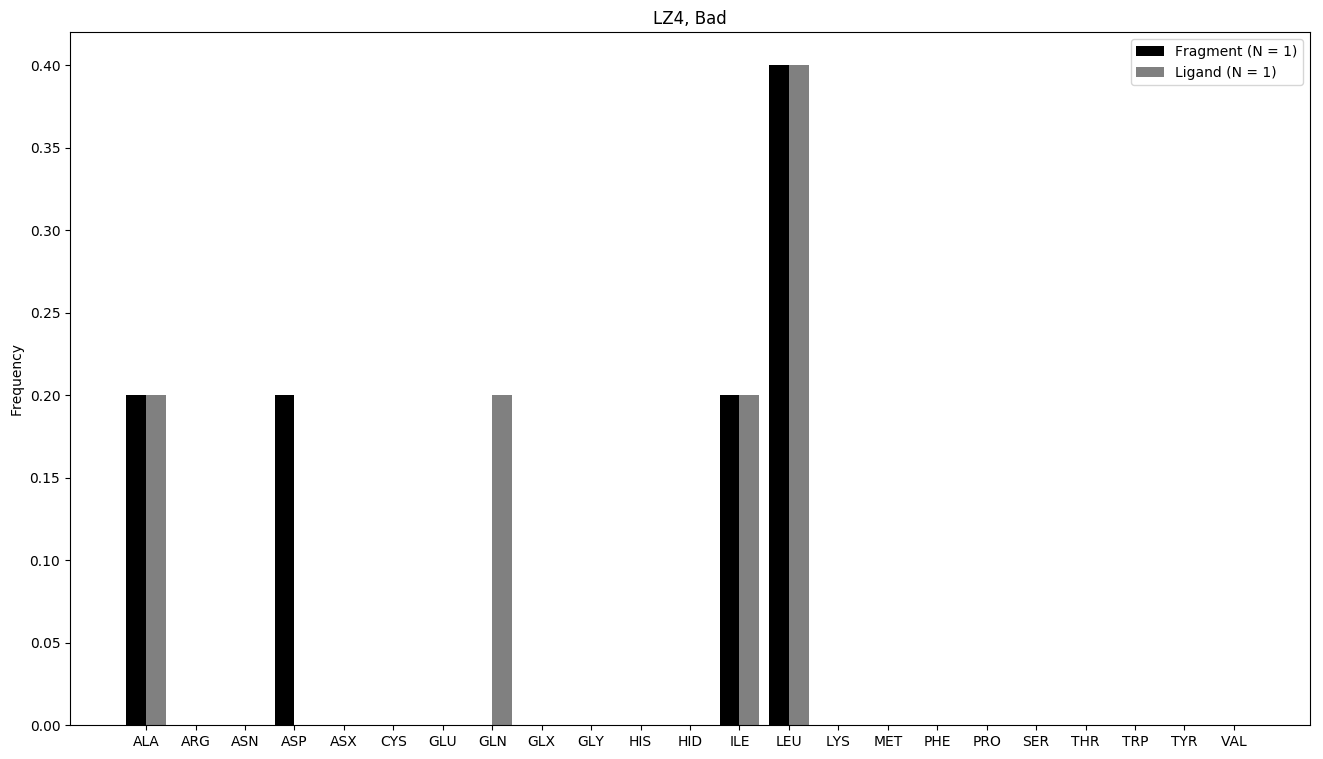 LZ4, Bad
Fragment (N = 1)
Ligand (N = 1)
Frequency
0.40
0.35
0.30
0.25
0.20
0.15
0.10
0.05
0.00
ALA ARG ASN ASP ASX CYS GLU GLN GLX GLY HIS HID ILE LEU LYS MET PHE PRO SER THR TRP TYR VAL